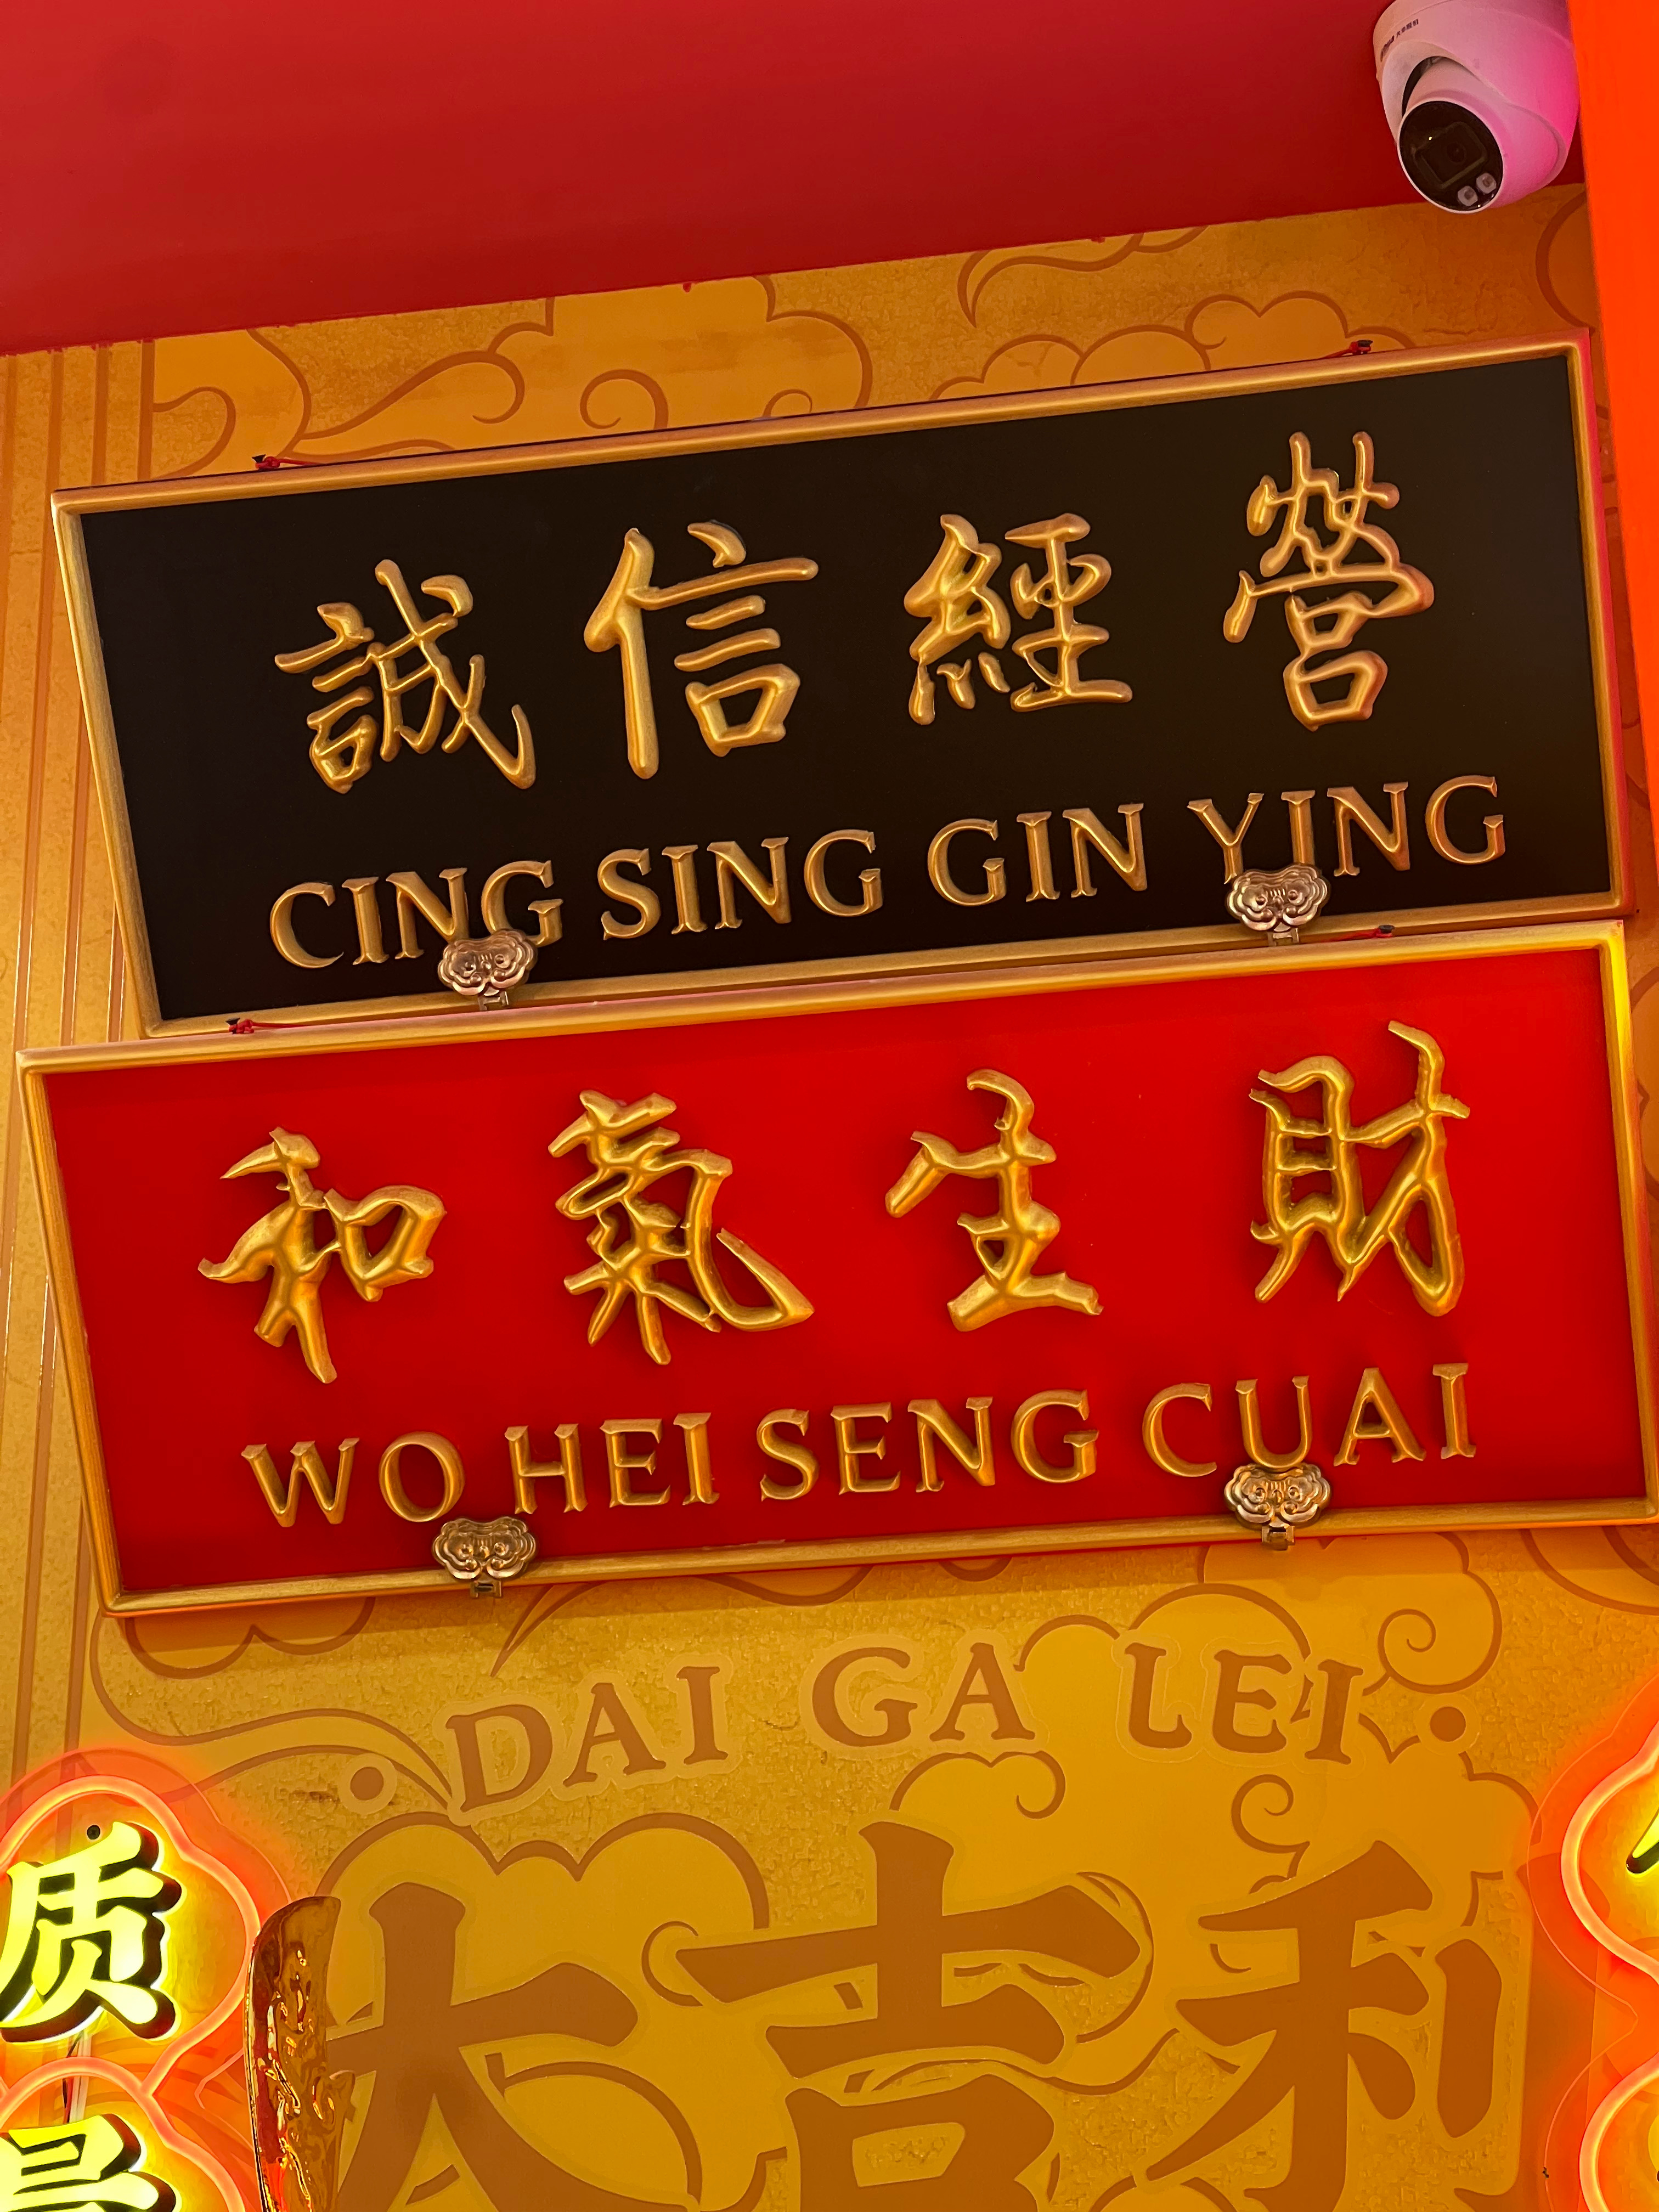 誠信經營
CING SING GIN YING
和氣生財
WO HEI SENG CUAI
DAI GA LEI
大吉利
质